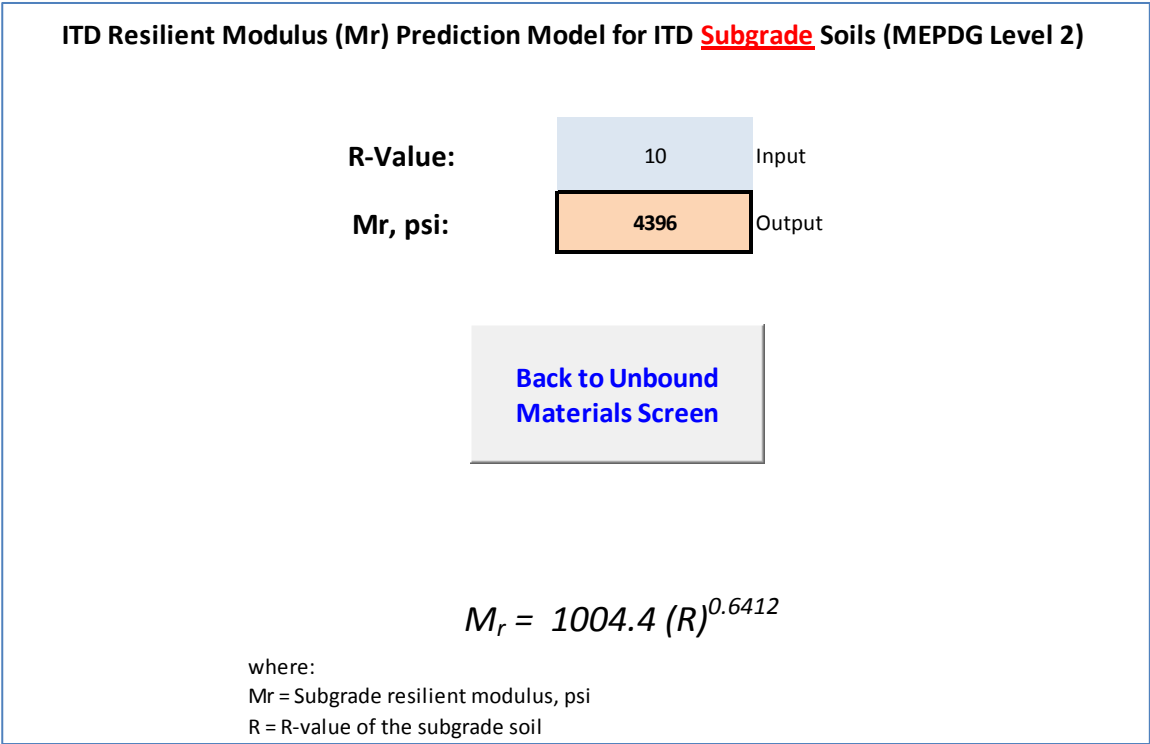 ITD Resilient Modulus (Mr) Prediction Model for ITD Subgrade Soils (MEPDG Level 2)
R-Value: 10 Input
Mr, psi: 4396 Output
Back to Unbound
Materials Screen
Mᵣ = 1004.4 (R)^0.6412
where:
Mr = Subgrade resilient modulus, psi
R = R-value of the subgrade soil